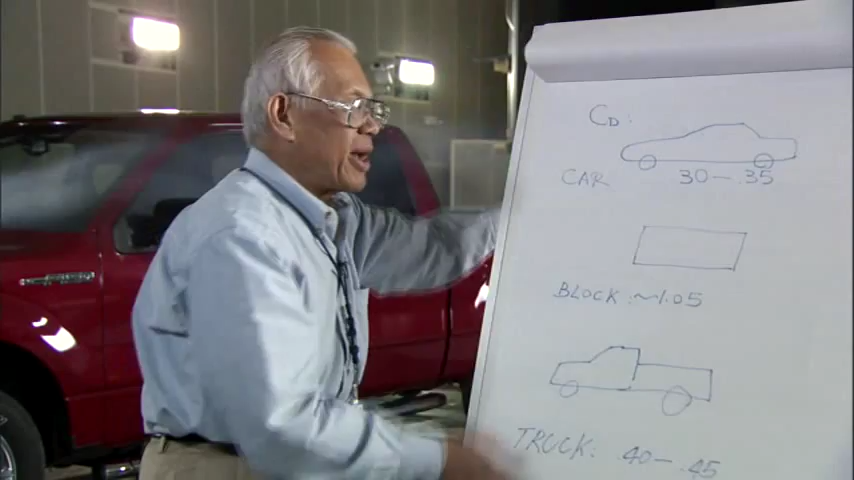 CD:
CAR .30 – .35
BLOCK : ~1.05
TRUCK: .40 – .45